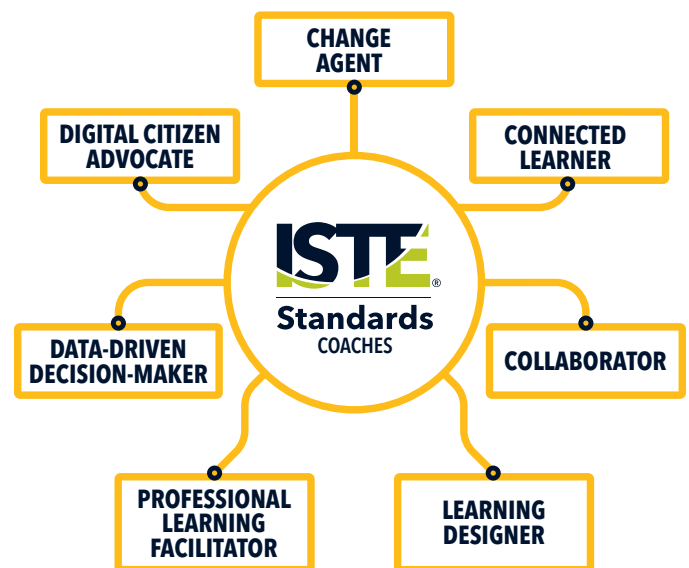 CHANGE
AGENT
DIGITAL CITIZEN
ADVOCATE
CONNECTED
LEARNER
ISTE®
Standards
COACHES
DATA-DRIVEN
DECISION-MAKER
COLLABORATOR
PROFESSIONAL
LEARNING
FACILITATOR
LEARNING
DESIGNER